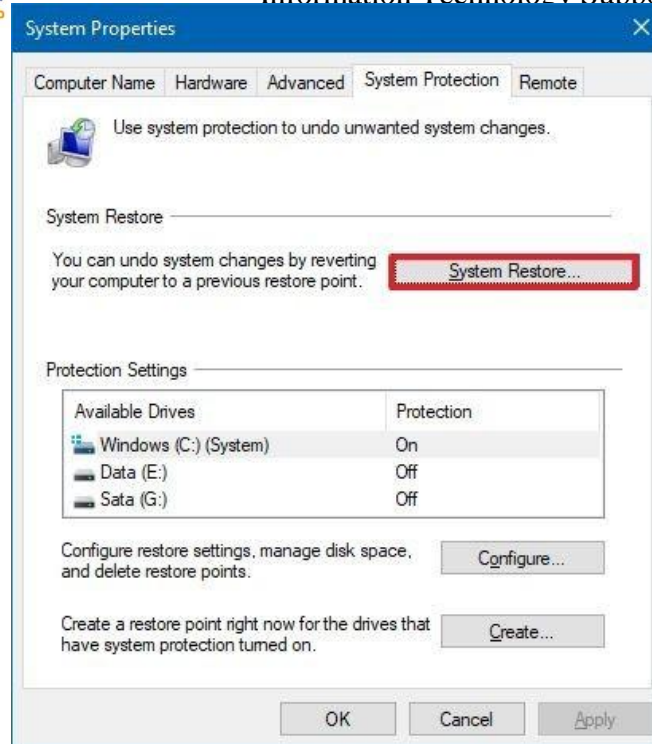 Information Technology Suppo
System Properties
Computer Name Hardware Advanced System Protection Remote
Use system protection to undo unwanted system changes.
System Restore
You can undo system changes by reverting
your computer to a previous restore point.
System Restore...
Protection Settings
Available Drives Protection
Windows (C:) (System) On
Data (E:) Off
Sata (G:) Off
Configure restore settings, manage disk space,
and delete restore points.
Configure...
Create a restore point right now for the drives that
have system protection turned on.
Create...
OK Cancel Apply